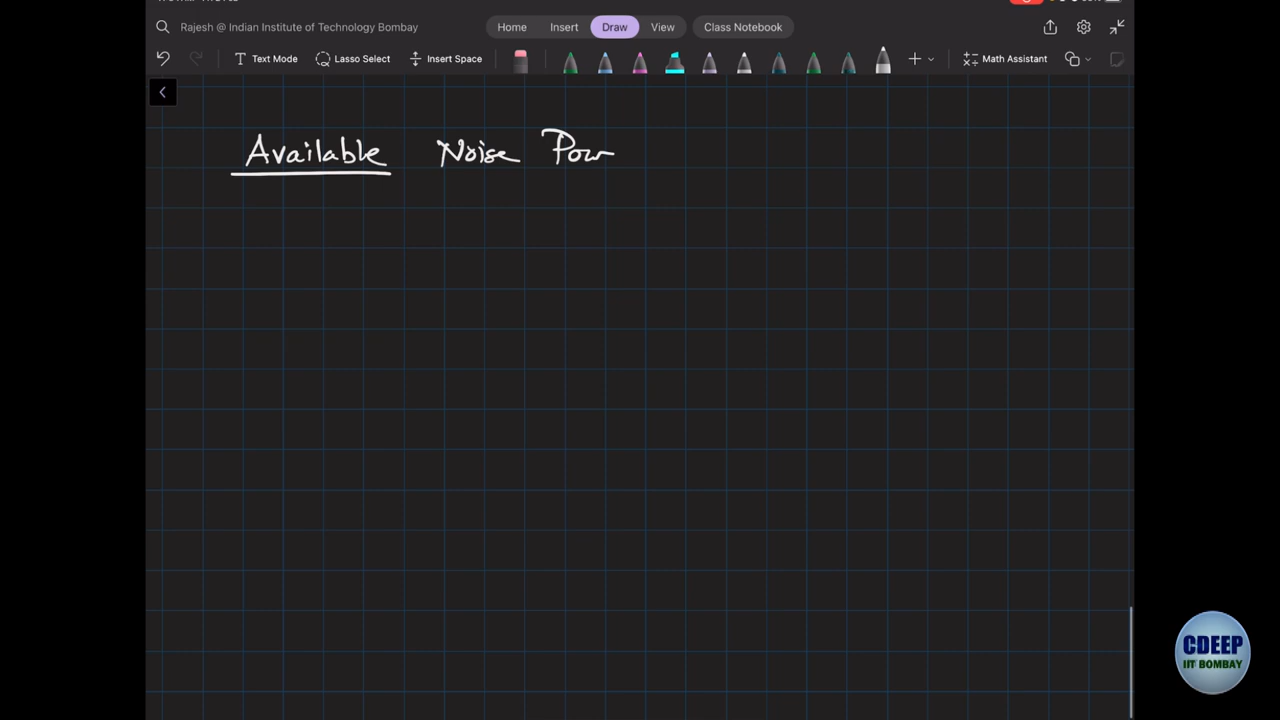 Rajesh @ Indian Institute of Technology Bombay Home Insert Draw View Class Notebook
Text Mode Lasso Select Insert Space Math Assistant
Available Noise Pow
CDEEP
IIT BOMBAY